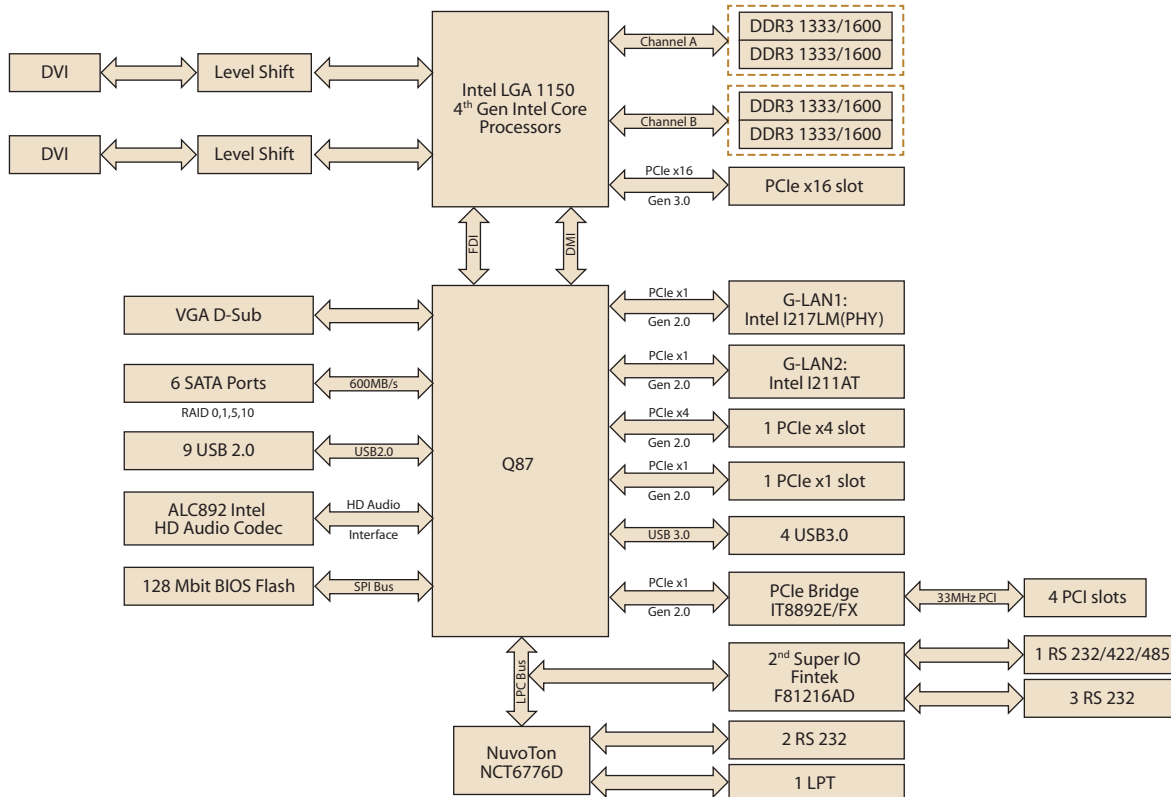 DVI
Level Shift
DVI
Level Shift
Intel LGA 1150
4th Gen Intel Core
Processors
Channel A
DDR3 1333/1600
DDR3 1333/1600
Channel B
DDR3 1333/1600
DDR3 1333/1600
PCIe x16
Gen 3.0
PCIe x16 slot
FDI
DMI
VGA D-Sub
6 SATA Ports
600MB/s
RAID 0,1,5,10
9 USB 2.0
USB2.0
ALC892 Intel
HD Audio Codec
HD Audio
Interface
128 Mbit BIOS Flash
SPI Bus
Q87
PCIe x1
Gen 2.0
G-LAN1:
Intel I217LM(PHY)
PCIe x1
Gen 2.0
G-LAN2:
Intel I211AT
PCIe x4
Gen 2.0
1 PCIe x4 slot
PCIe x1
Gen 2.0
1 PCIe x1 slot
USB 3.0
4 USB3.0
PCIe x1
Gen 2.0
PCIe Bridge
IT8892E/FX
33MHz PCI
4 PCI slots
LPC Bus
2nd Super IO
Fintek
F81216AD
1 RS 232/422/485
3 RS 232
NuvoTon
NCT6776D
2 RS 232
1 LPT